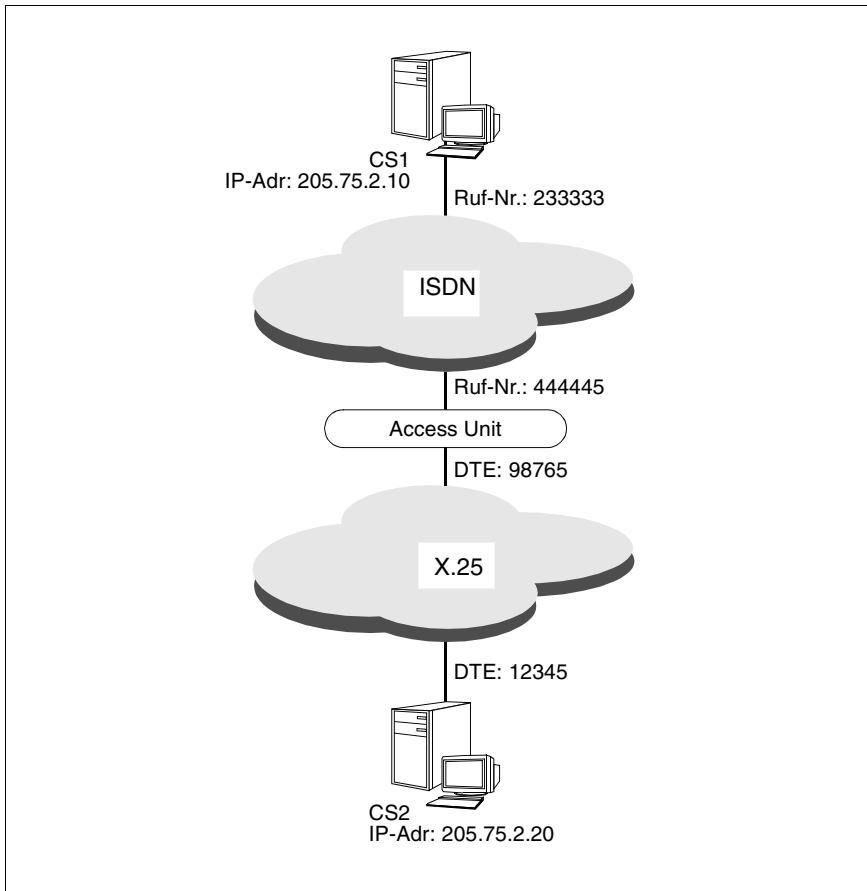 CS1
IP-Adr: 205.75.2.10
Ruf-Nr.: 233333
ISDN
Ruf-Nr.: 444445
Access Unit
DTE: 98765
X.25
DTE: 12345
CS2
IP-Adr: 205.75.2.20